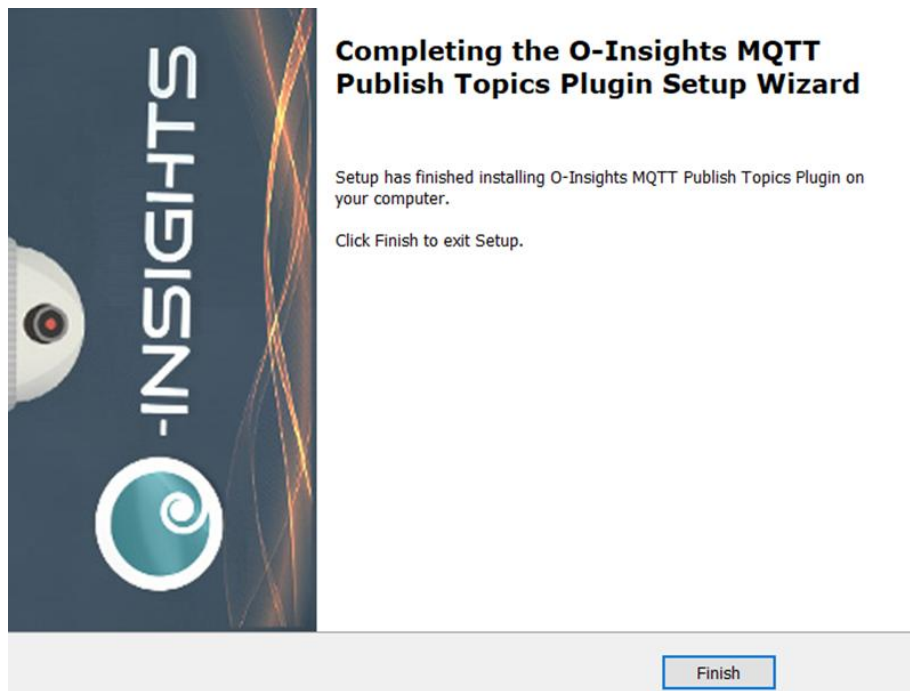 O-INSIGHTS
Completing the O-Insights MQTT
Publish Topics Plugin Setup Wizard
Setup has finished installing O-Insights MQTT Publish Topics Plugin on
your computer.
Click Finish to exit Setup.
Finish